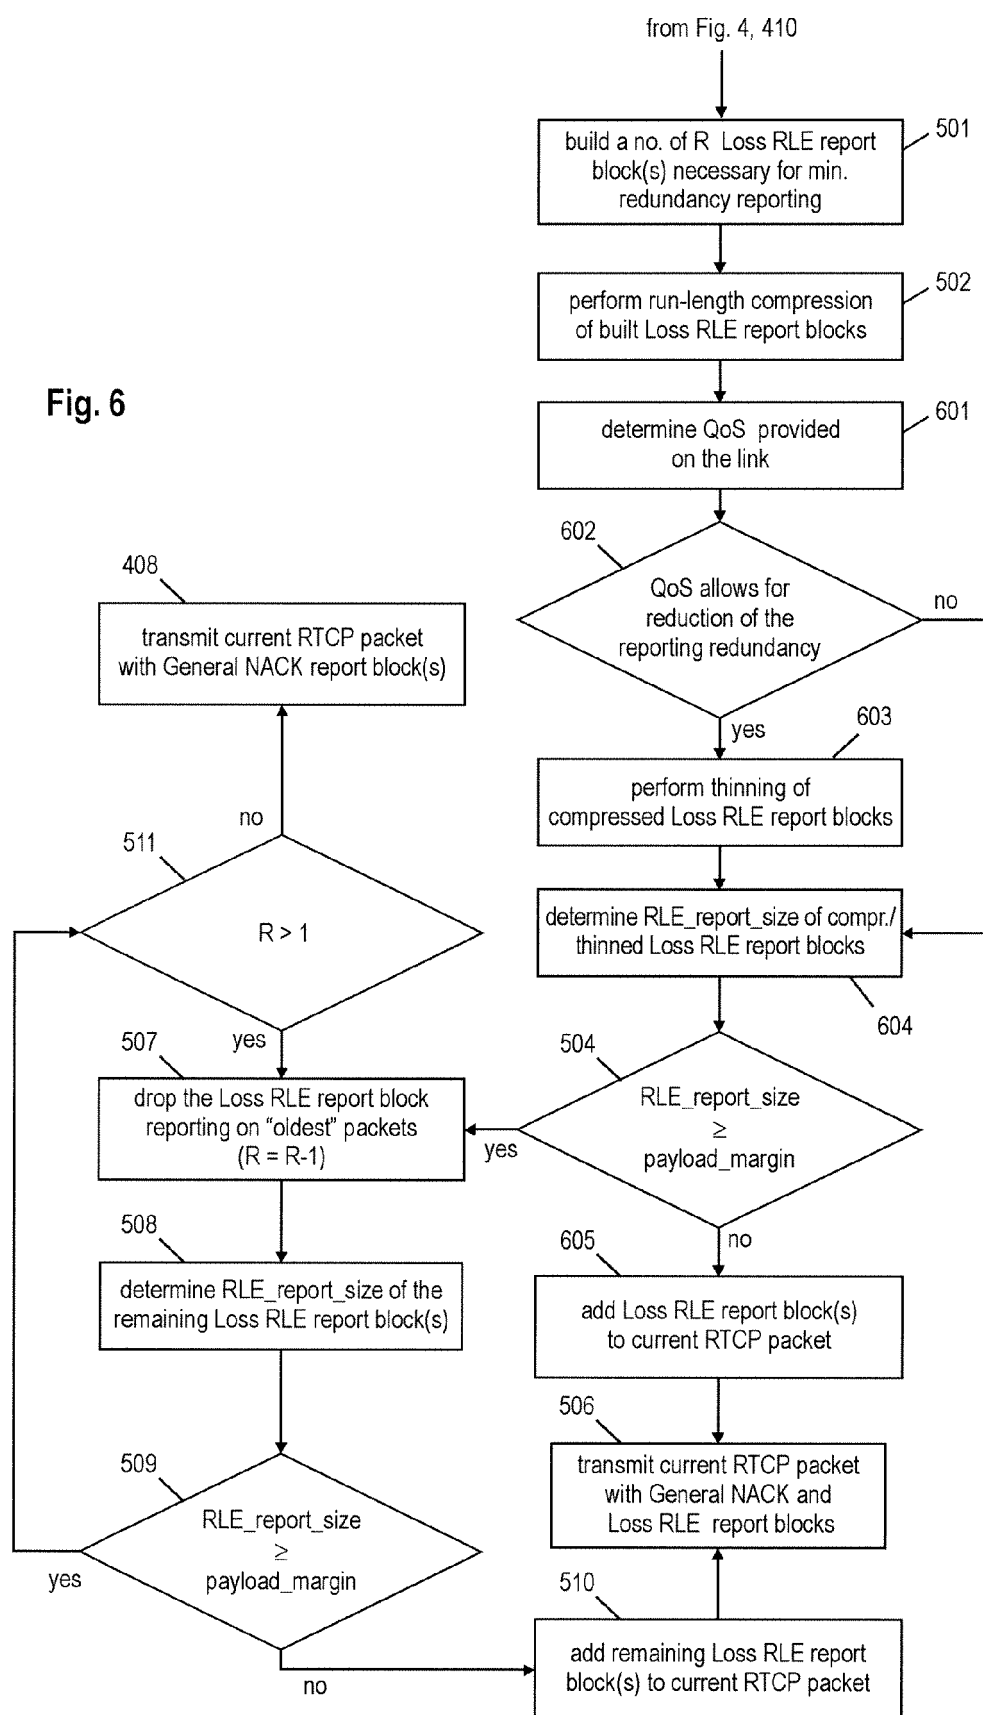 from Fig. 4, 410
501
build a no. of R Loss RLE report
block(s) necessary for min.
redundancy reporting
502
perform run-length compression
of built Loss RLE report blocks
Fig. 6
601
determine QoS provided
on the link
602
QoS allows for
reduction of the
reporting redundancy
no
yes
408
transmit current RTCP packet
with General NACK report block(s)
603
perform thinning of
compressed Loss RLE report blocks
no
511
R > 1
yes
determine RLE_report_size of compr./
thinned Loss RLE report blocks
604
507
drop the Loss RLE report block
reporting on "oldest" packets
(R = R-1)
504
RLE_report_size
≥
payload_margin
yes
no
508
determine RLE_report_size of the
remaining Loss RLE report block(s)
605
add Loss RLE report block(s)
to current RTCP packet
506
transmit current RTCP packet
with General NACK and
Loss RLE report blocks
509
RLE_report_size
≥
payload_margin
yes
no
510
add remaining Loss RLE report
block(s) to current RTCP packet